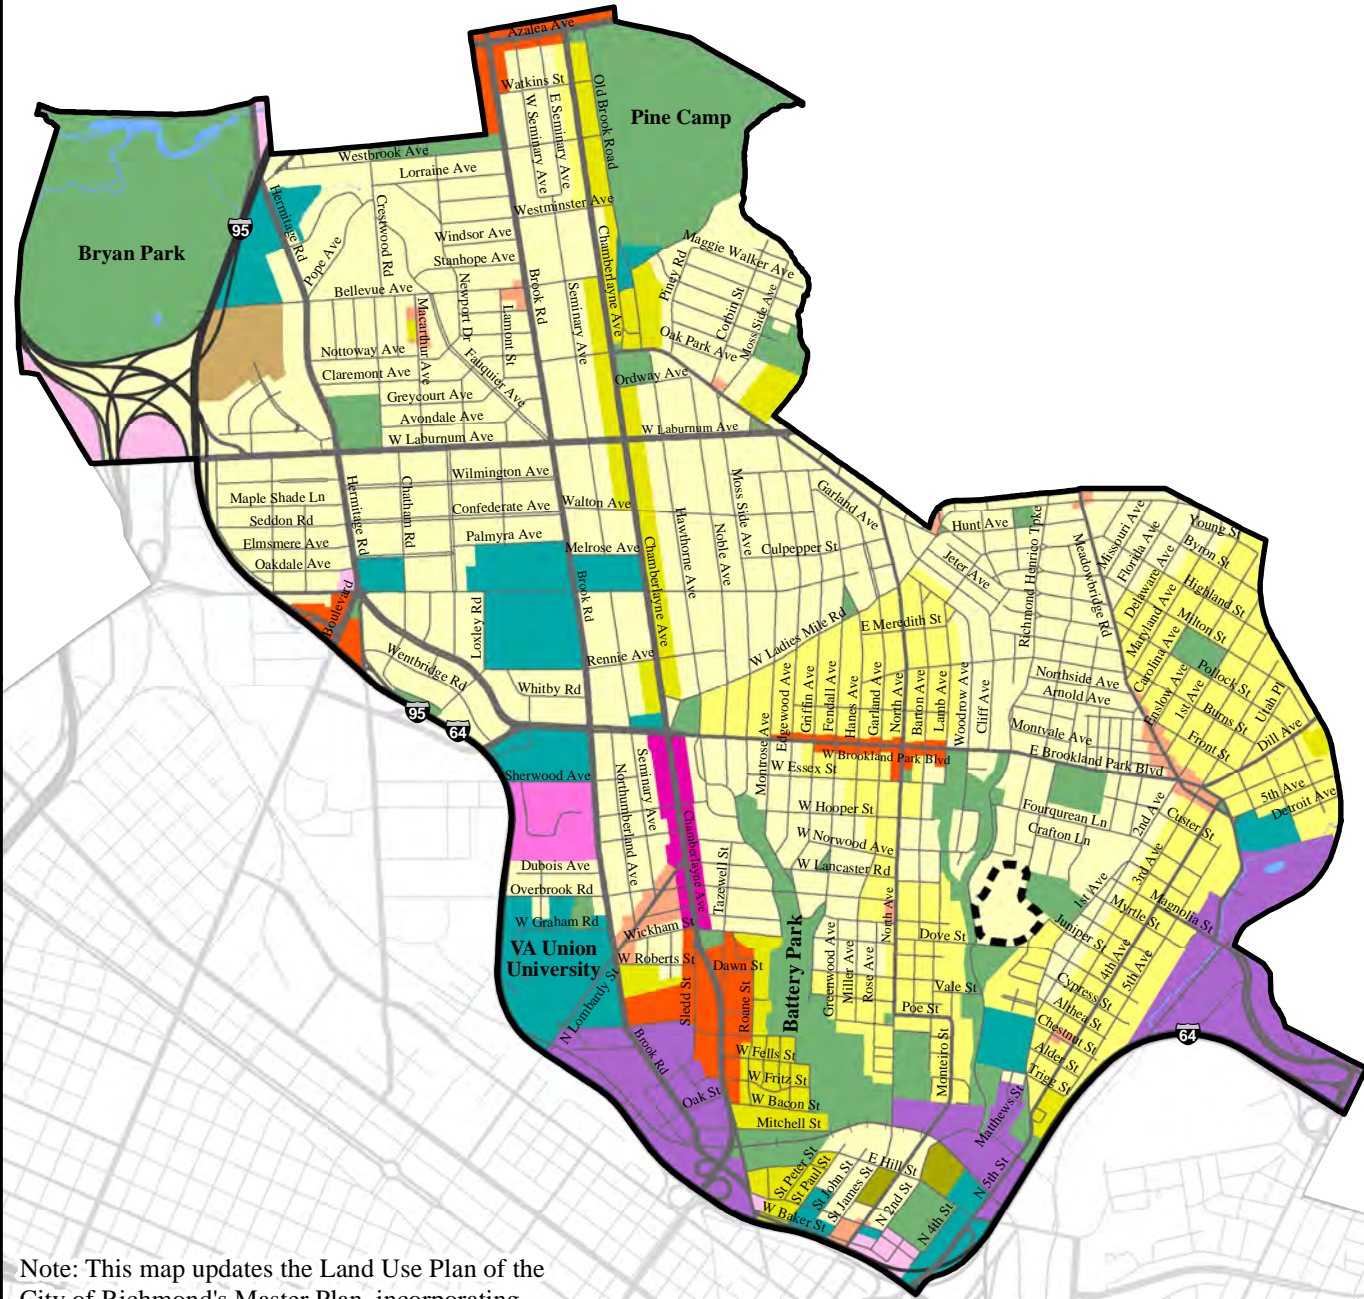 Azalea Ave
Watkins St
Old Brook Road
Pine Camp
W Seminary Ave
E Seminary Ave
Westbrook Ave
Lorraine Ave
Hermitage Rd
Crestwood Rd
Westminster Ave
95
Bryan Park
Pope Ave
Windsor Ave
Stanhope Ave
Chamberlayne Ave
Maggie Walker Ave
Piney Rd
Bellevue Ave
Newport Dr
Brook Rd
Seminary Ave
Corbin St
Moss Side Ave
Macarthur Ave
Lamont St
Oak Park Ave
Nottoway Ave
Fauquier Ave
Claremont Ave
Ordway Ave
Greycourt Ave
Avondale Ave
W Laburnum Ave
W Laburnum Ave
Wilmington Ave
Maple Shade Ln
Hermitage Rd
Chatham Rd
Confederate Ave
Walton Ave
Moss Side Ave
Garland Ave
Seddon Rd
Hawthorne Ave
Noble Ave
Hunt Ave
Richmond Henrico Tpke
Missouri Ave
Young St
Elmsmere Ave
Palmyra Ave
Melrose Ave
Chamberlayne Ave
Culpepper St
Meadowbridge Rd
Florida Ave
Byron St
Oakdale Ave
Jeter Ave
Delaware Ave
Highland St
Boulevard
Loxley Rd
Brook Rd
W Ladies Mile Rd
E Meredith St
Maryland Ave
Milton St
Wentbridge Rd
Rennie Ave
Carolina Ave
Pollock St
Whitby Rd
Edgewood Ave
Griffin Ave
Fendall Ave
Hanes Ave
Garland Ave
North Ave
Barton Ave
Lamb Ave
Woodrow Ave
Cliff Ave
Northside Ave
Arnold Ave
Enslow Ave
1st Ave
Burns St
Utah Pl
95
64
Montrose Ave
Montvale Ave
Front St
Dill Ave
W Brookland Park Blvd
E Brookland Park Blvd
Sherwood Ave
Northumberland Ave
Seminary Ave
W Essex St
5th Ave
Detroit Ave
W Hooper St
Fourqurean Ln
2nd Ave
Custer St
Chamberlayne Ave
W Norwood Ave
Crafton Ln
Dubois Ave
Tazewell St
W Lancaster Rd
3rd Ave
Overbrook Rd
1st Ave
Myrtle St
Magnolia St
W Graham Rd
Wickham St
Battery Park
Greenwood Ave
Miller Ave
Rose Ave
North Ave
Dove St
Juniper St
VA Union
University
W Roberts St
Dawn St
4th Ave
5th Ave
N Lombardy St
Sledd St
Roane St
Vale St
Cypress St
Poe St
Althea St
Chestnut St
64
Brook Rd
W Fells St
Monteiro St
Alder St
W Fritz St
Trigg St
Oak St
W Bacon St
Matthews St
Mitchell St
St Peter St
St Paul St
St John St
St James St
E Hill St
N 5th St
N 2nd St
N 4th St
W Baker St
Note: This map updates the Land Use Plan of the
City of Richmond's Master Plan, incorporating